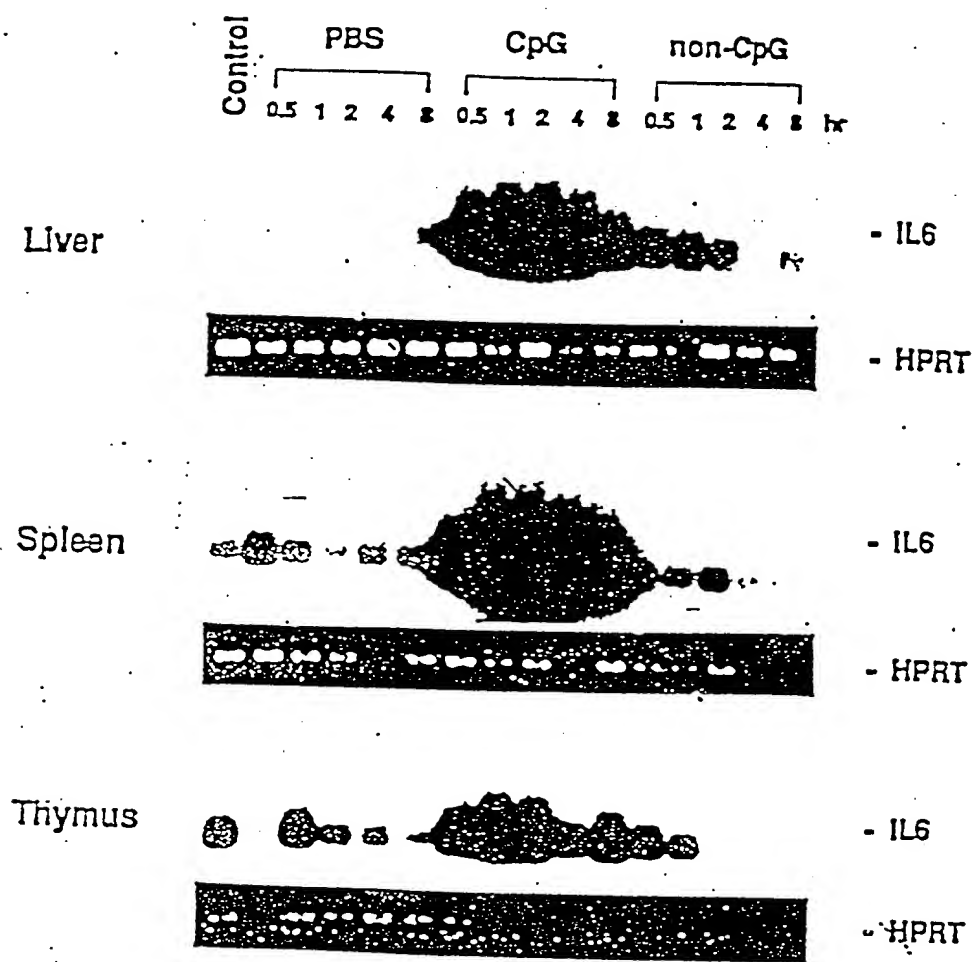 Control
PBS CpG non-CpG
0.5 1 2 4 8 0.5 1 2 4 8 0.5 1 2 4 8 hr
Liver - IL6
- HPRT
Spleen - IL6
- HPRT
Thymus - IL6
- HPRT